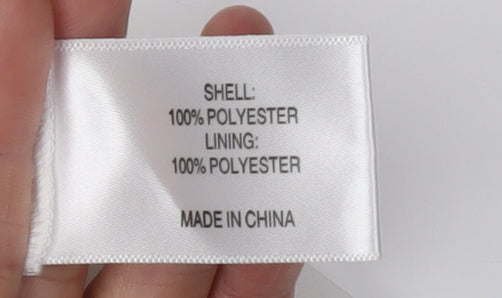 SHELL:
100% POLYESTER
LINING:
100% POLYESTER
MADE IN CHINA